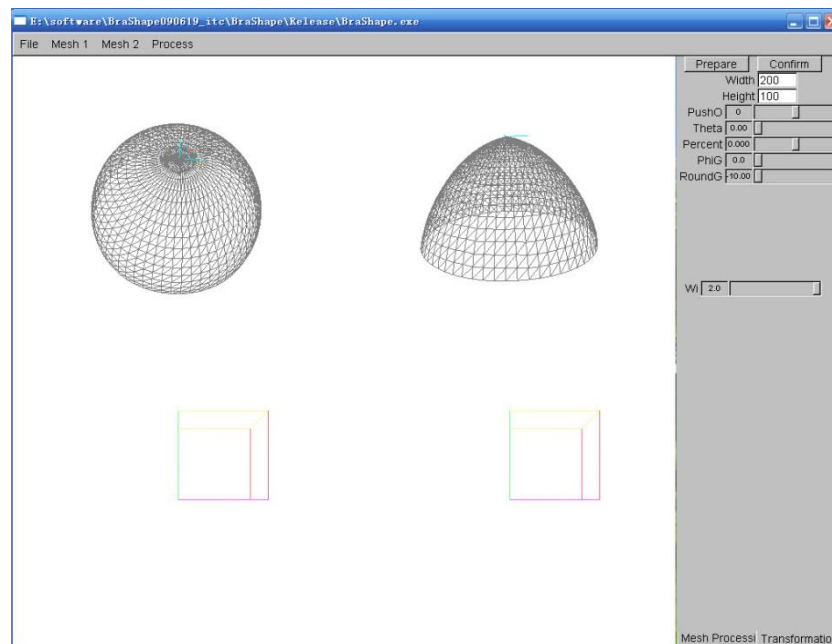 E:\software\BraShape090619_itc\BraShape\Release\BraShape.exe
File Mesh 1 Mesh 2 Process
Prepare Confirm
Width 200
Height 100
PushO 0
Theta 0.00
Percent 0.000
PhiG 0.0
RoundG -10.00
Wi 2.0
Mesh Processi Transformatio